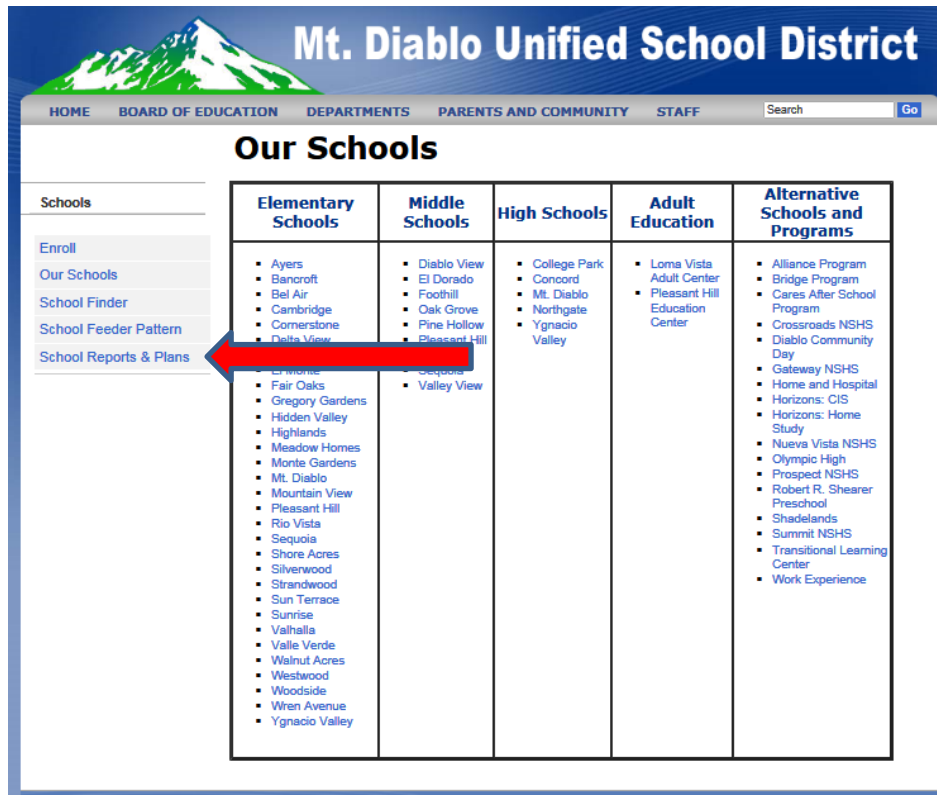 Mt. Diablo Unified School District
HOME BOARD OF EDUCATION DEPARTMENTS PARENTS AND COMMUNITY STAFF Search Go
Our Schools
Schools
Enroll
Our Schools
School Finder
School Feeder Pattern
School Reports & Plans
Elementary
Schools
Ayers
Bancroft
Bel Air
Cambridge
Cornerstone
Delta View
El Monte
Fair Oaks
Gregory Gardens
Hidden Valley
Highlands
Meadow Homes
Monte Gardens
Mt. Diablo
Mountain View
Pleasant Hill
Rio Vista
Sequoia
Shore Acres
Silverwood
Strandwood
Sun Terrace
Sunrise
Valhalla
Valle Verde
Walnut Acres
Westwood
Woodside
Wren Avenue
Ygnacio Valley
Middle
Schools
Diablo View
El Dorado
Foothill
Oak Grove
Pine Hollow
Pleasant Hill
Sequoia
Valley View
High Schools
College Park
Concord
Mt. Diablo
Northgate
Ygnacio
Valley
Adult
Education
Loma Vista
Adult Center
Pleasant Hill
Education
Center
Alternative
Schools and
Programs
Alliance Program
Bridge Program
Cares After School
Program
Crossroads NSHS
Diablo Community
Day
Gateway NSHS
Home and Hospital
Horizons: CIS
Horizons: Home
Study
Nueva Vista NSHS
Olympic High
Prospect NSHS
Robert R. Shearer
Preschool
Shadelands
Summit NSHS
Transitional Learning
Center
Work Experience